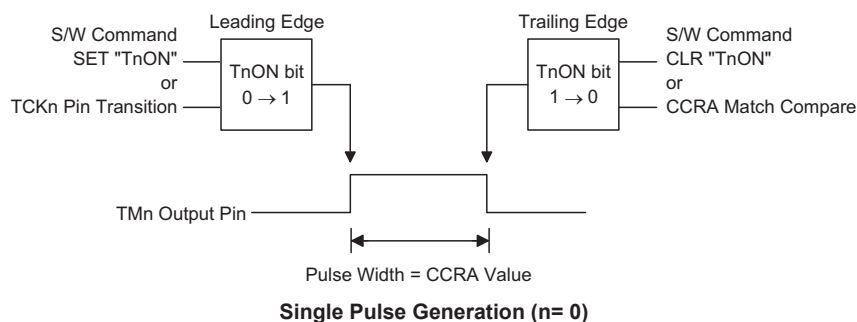 Leading Edge
S/W Command
SET "TnON"
or
TCKn Pin Transition
TnON bit
0 → 1
Trailing Edge
TnON bit
1 → 0
S/W Command
CLR "TnON"
or
CCRA Match Compare
TMn Output Pin
Pulse Width = CCRA Value
Single Pulse Generation (n= 0)